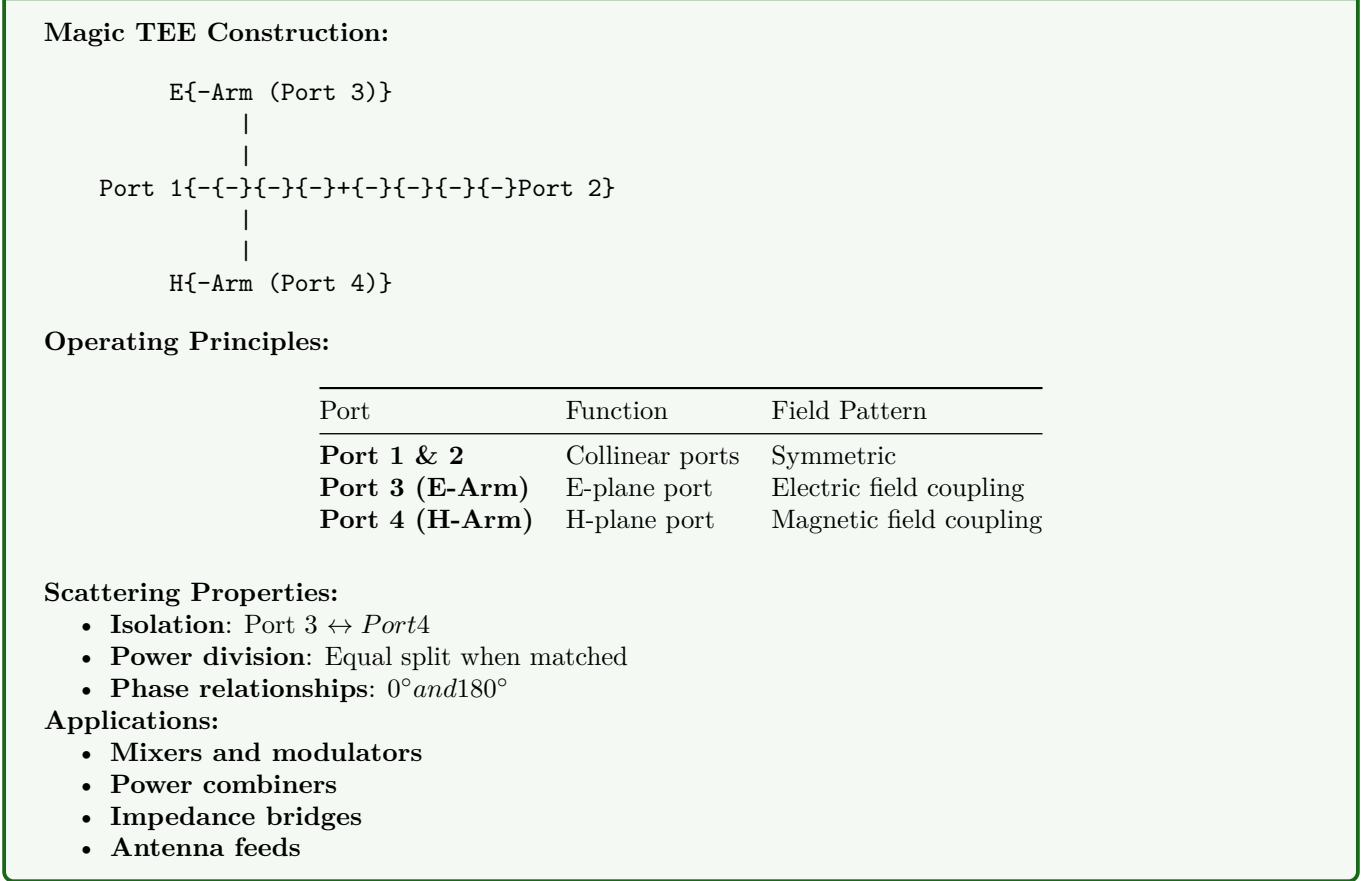 Magic TEE Construction:
E{-Arm (Port 3)}
|
|
Port 1{-{-}{-}{-}+{-}{-}{-}{-}Port 2}
|
|
H{-Arm (Port 4)}
Operating Principles:
Port Function Field Pattern
Port 1 & 2 Collinear ports Symmetric
Port 3 (E-Arm) E-plane port Electric field coupling
Port 4 (H-Arm) H-plane port Magnetic field coupling
Scattering Properties:
• Isolation: Port 3 ↔ Port4
• Power division: Equal split when matched
• Phase relationships: 0°and180°
Applications:
• Mixers and modulators
• Power combiners
• Impedance bridges
• Antenna feeds